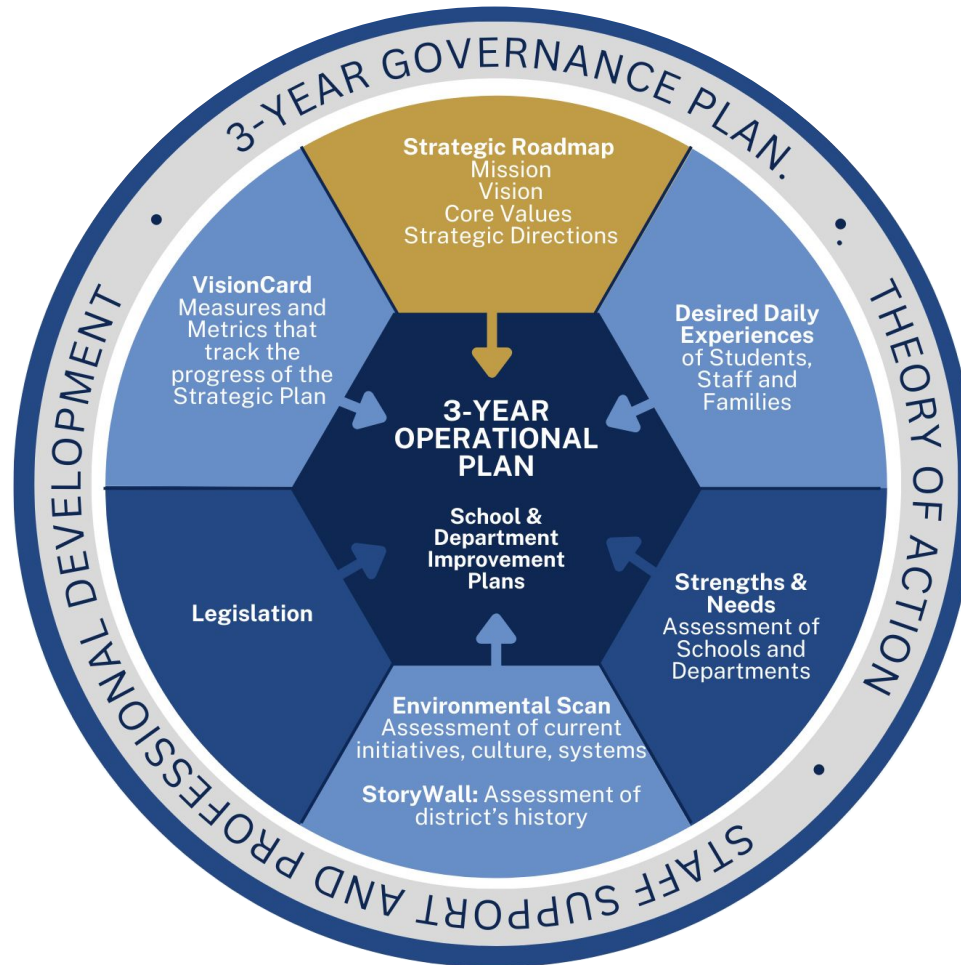 3-YEAR GOVERNANCE PLAN.
THEORY OF ACTION
STAFF SUPPORT AND PROFESSIONAL DEVELOPMENT
Strategic Roadmap
Mission
Vision
Core Values
Strategic Directions
VisionCard
Measures and
Metrics that
track the
progress of the
Strategic Plan
Desired Daily
Experiences
of Students,
Staff and
Families
3-YEAR
OPERATIONAL
PLAN
School &
Department
Improvement
Plans
Legislation
Strengths &
Needs
Assessment of
Schools and
Departments
Environmental Scan
Assessment of current
initiatives, culture, systems
StoryWall: Assessment of
district's history